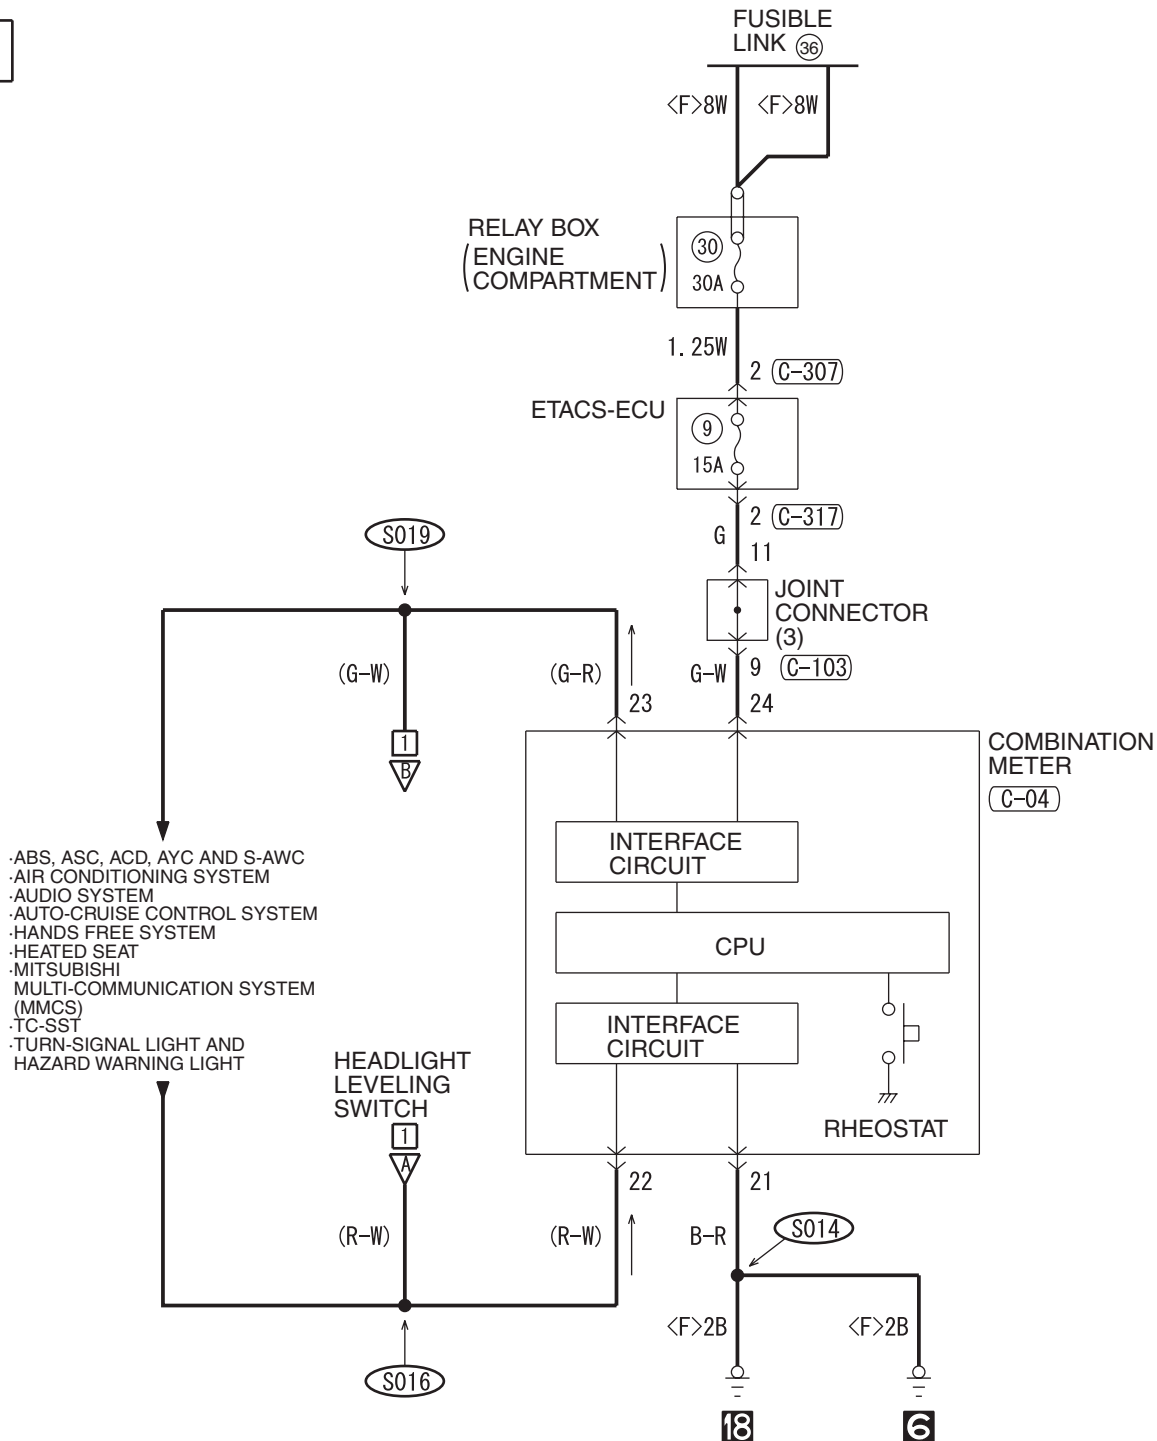 FUSIBLE
LINK 36
<F>8W <F>8W
RELAY BOX
(ENGINE
COMPARTMENT)
30
30A
1.25W
2 C-307
ETACS-ECU
9
15A
2 C-317
G
11
S019
JOINT
CONNECTOR
(3)
(G-W) (G-R) G-W 9 C-103
23 24
1
B
COMBINATION
METER
C-04
INTERFACE
CIRCUIT
·ABS, ASC, ACD, AYC AND S-AWC
·AIR CONDITIONING SYSTEM
·AUDIO SYSTEM
·AUTO-CRUISE CONTROL SYSTEM
·HANDS FREE SYSTEM
·HEATED SEAT
·MITSUBISHI
MULTI-COMMUNICATION SYSTEM
(MMCS)
·TC-SST
·TURN-SIGNAL LIGHT AND
HAZARD WARNING LIGHT
CPU
INTERFACE
CIRCUIT
HEADLIGHT
LEVELING
SWITCH
1
A
RHEOSTAT
22 21
(R-W) (R-W) B-R S014
<F>2B <F>2B
S016
18 6